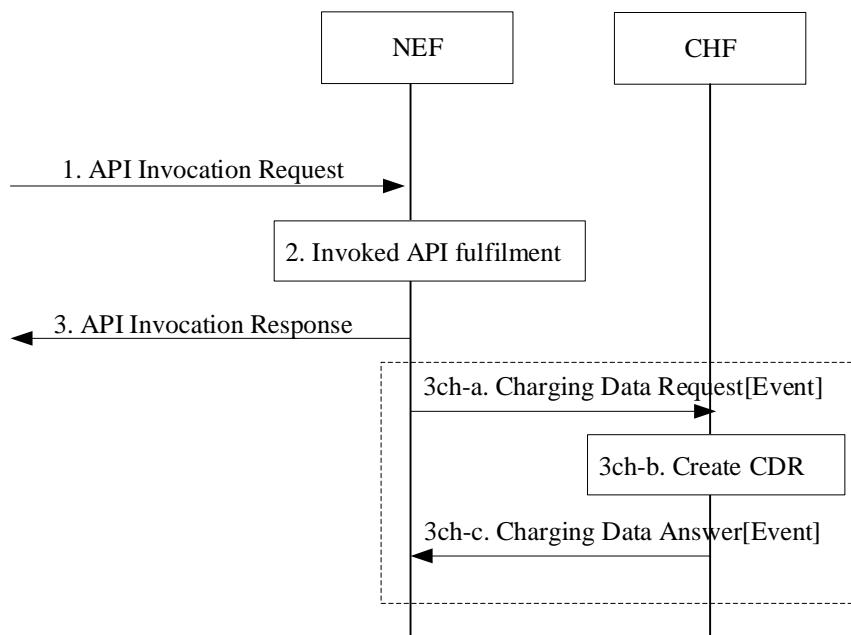 NEF
CHF
1. API Invocation Request
2. Invoked API fulfilment
3. API Invocation Response
3ch-a. Charging Data Request[Event]
3ch-b. Create CDR
3ch-c. Charging Data Answer[Event]